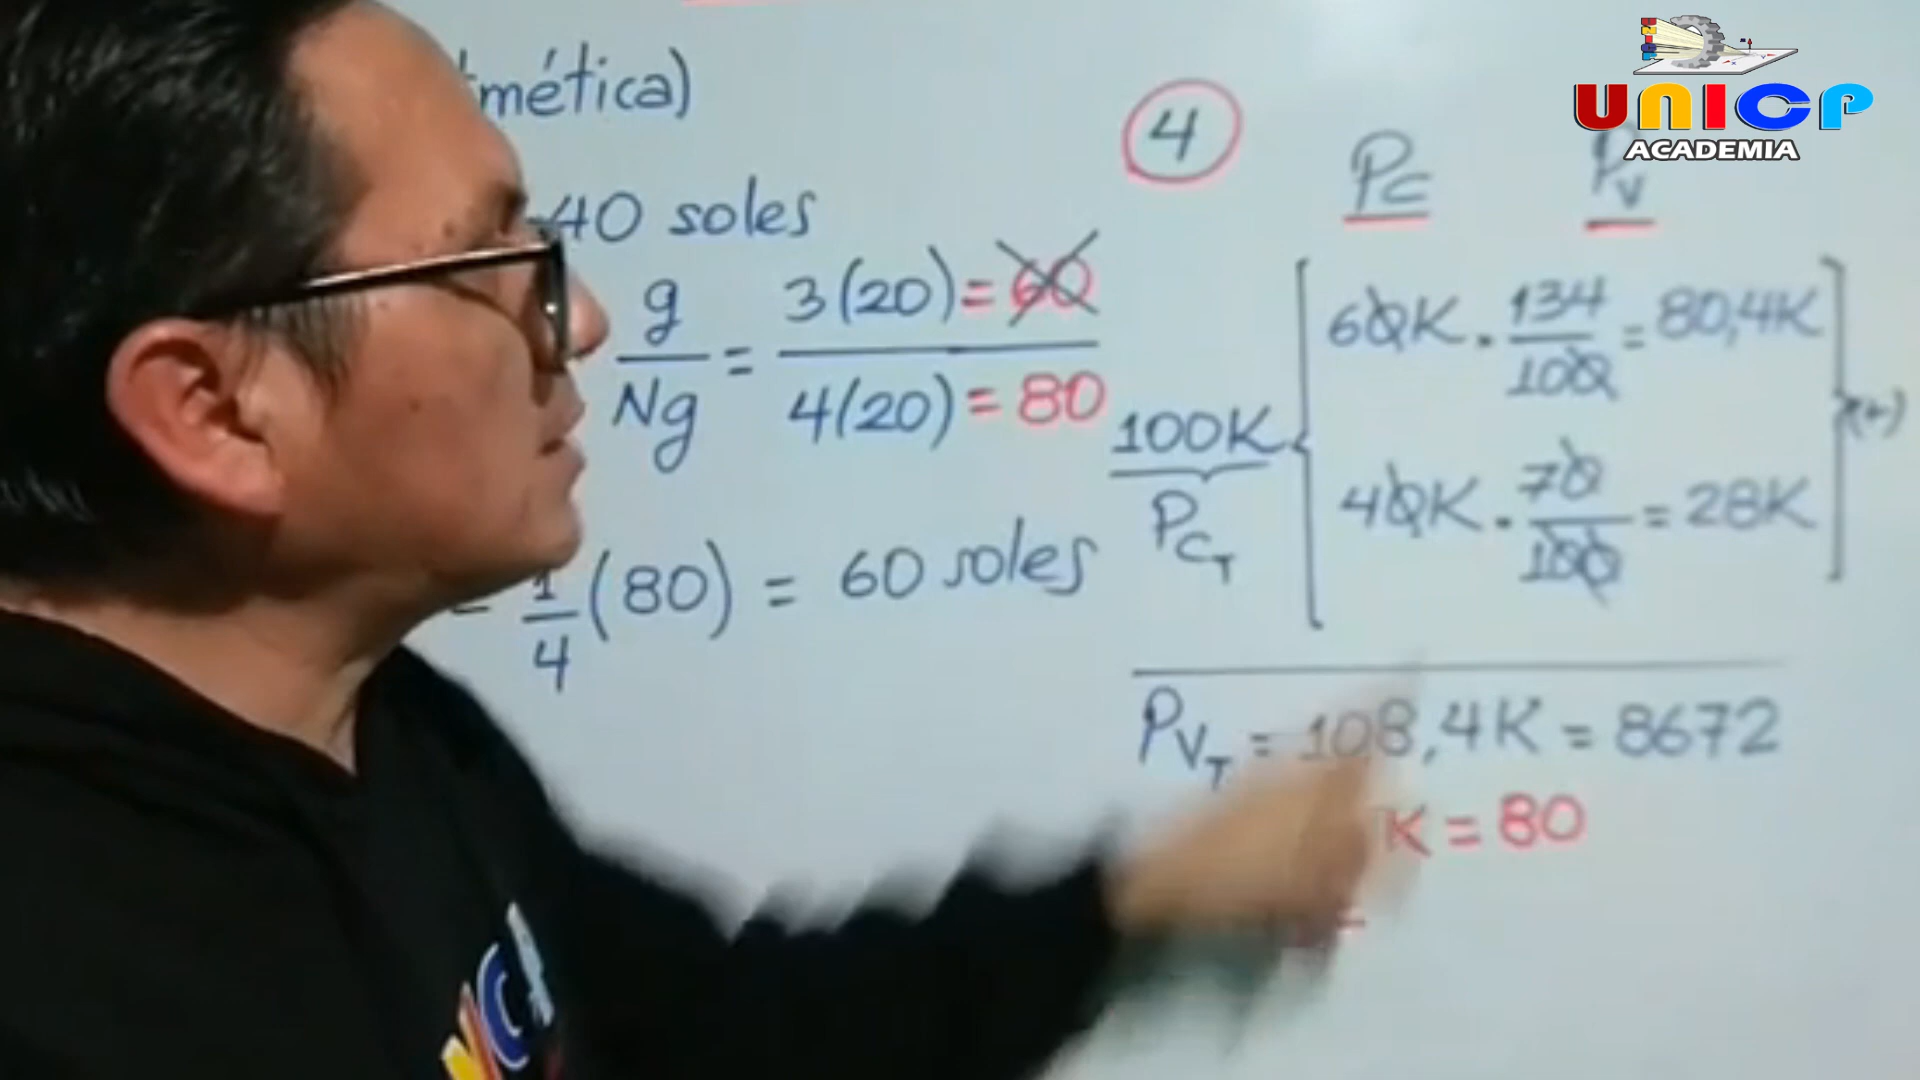 UNICP
ACADEMIA
mética)
40 soles
g/Ng = 3(20) = 60 / 4(20) = 80
1/4 (80) = 60 soles
4
Pc Pv
60K . 134/100 = 80,4K
100K
PcT
40K . 70/100 = 28K
(+)
PvT = 108,4K = 8672
K = 80